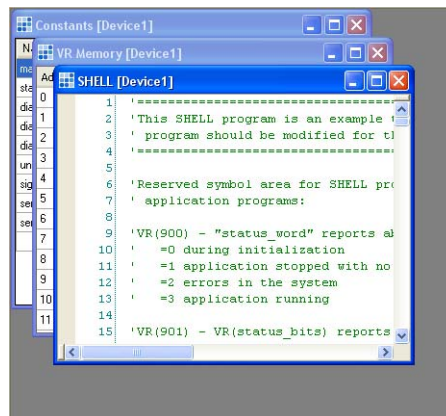 Constants [Device1]
VR Memory [Device1]
SHELL [Device1]
0
1
2
3
4
5
6
7
8
9
10
11
1 '==================================
2 'This SHELL program is an example
3 ' program should be modified for
4 '==================================
5
6 'Reserved symbol area for SHELL
7 ' application programs:
8
9 'VR(900) - "status_word" reports
10 ' =0 during initialization
11 ' =1 application stopped with no
12 ' =2 errors in the system
13 ' =3 application running
14
15 'VR(901) - VR(status_bits) reports